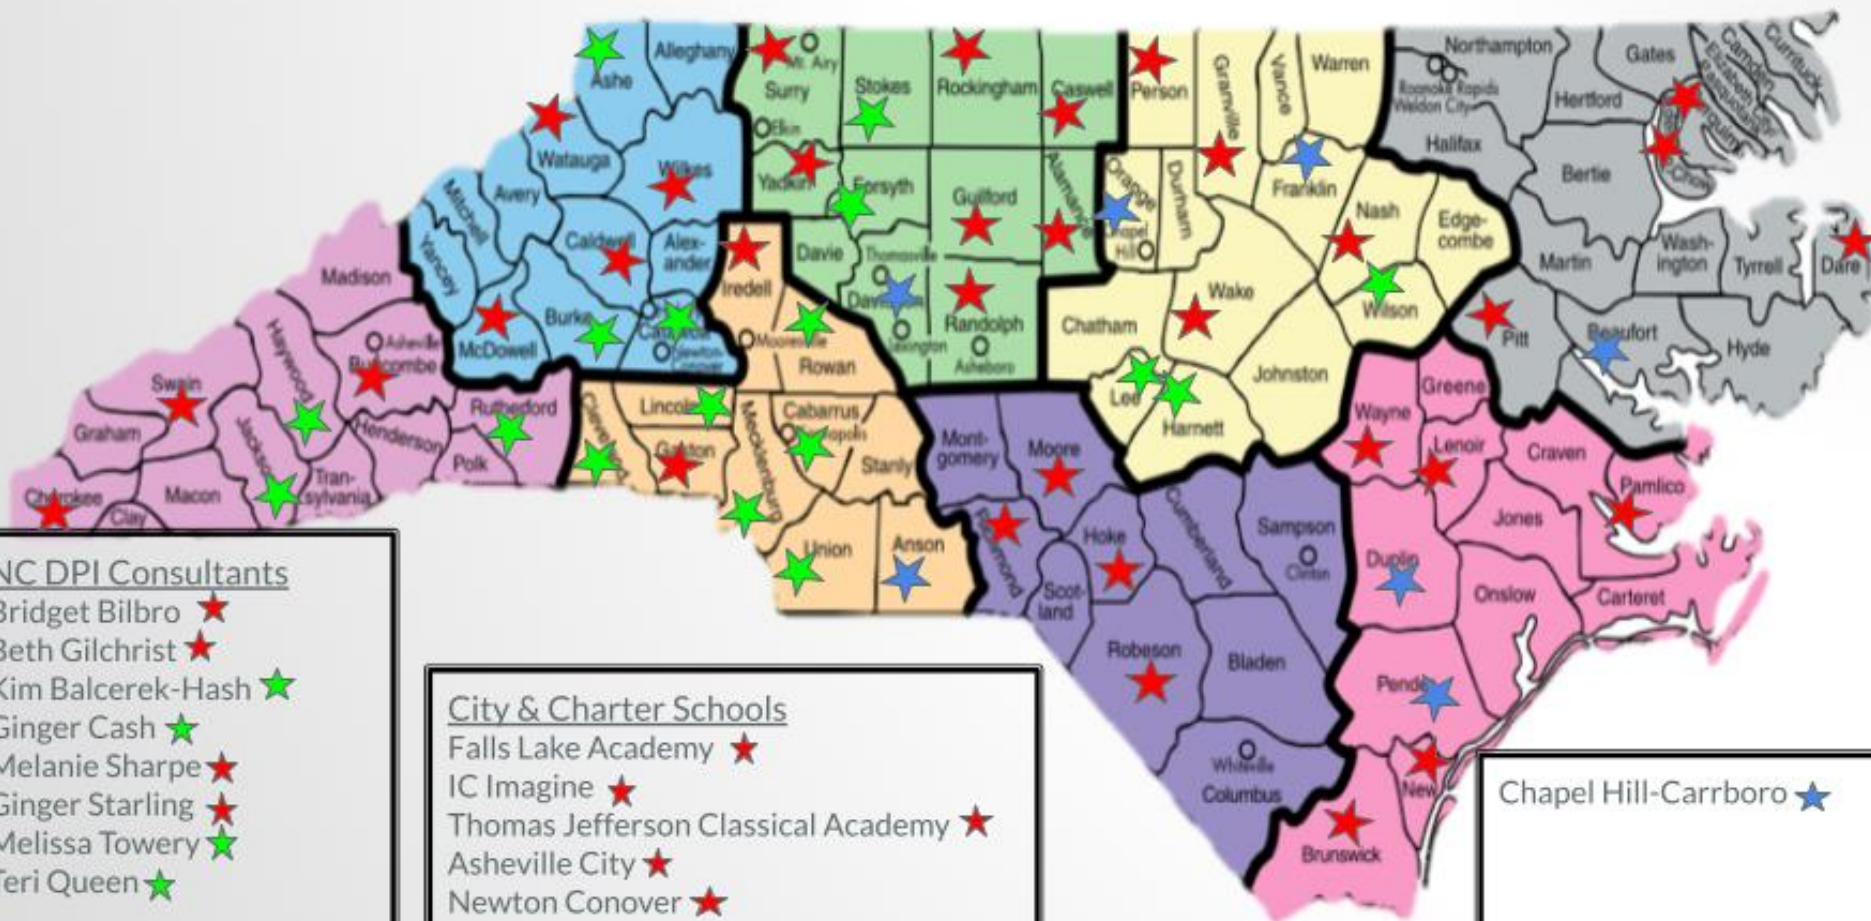 Ashe
Alleghany
Watauga
Wilkes
Mitchell
Avery
Yancey
Caldwell
Alex-
ander
McDowell
Burke
Mt. Airy
Surry
Stokes
Rockingham
Caswell
Elkin
Yadkin
Forsyth
Guilford
Alamance
Davie
Thomasville
Randolph
Asheboro
Person
Granville
Vance
Warren
Orange
Durham
Franklin
Nash
Edge-
combe
Chapel
Hill
Wake
Wilson
Chatham
Lee
Harnett
Johnston
Northampton
Roanoke Rapids
Weldon City
Halifax
Gates
Camden
Currituck
Hertford
Bertie
Martin
Wash-
ington
Tyrrell
Dare
Pitt
Beaufort
Hyde
Madison
Haywood
Asheville
Buncombe
Swain
Graham
Jackson
Henderson
Rutherford
Polk
Cherokee
Macon
Tran-
sylvania
Clay
Iredell
Mooresville
Rowan
Cleveland
Lincoln
Gaston
Mecklenburg
Cabarrus
Stanly
Union
Anson
Mont-
gomery
Moore
Richmond
Hoke
Cumberland
Sampson
Clinton
Scot-
land
Robeson
Bladen
Whiteville
Columbus
Wayne
Greene
Lenoir
Craven
Pamlico
Jones
Duplin
Onslow
Carteret
New
Brunswick
NC DPI Consultants
Bridget Bilbro
Beth Gilchrist
Kim Balcerek-Hash
Ginger Cash
Melanie Sharpe
Ginger Starling
Melissa Towery
Teri Queen
City & Charter Schools
Falls Lake Academy
IC Imagine
Thomas Jefferson Classical Academy
Asheville City
Newton Conover
Chapel Hill-Carrboro